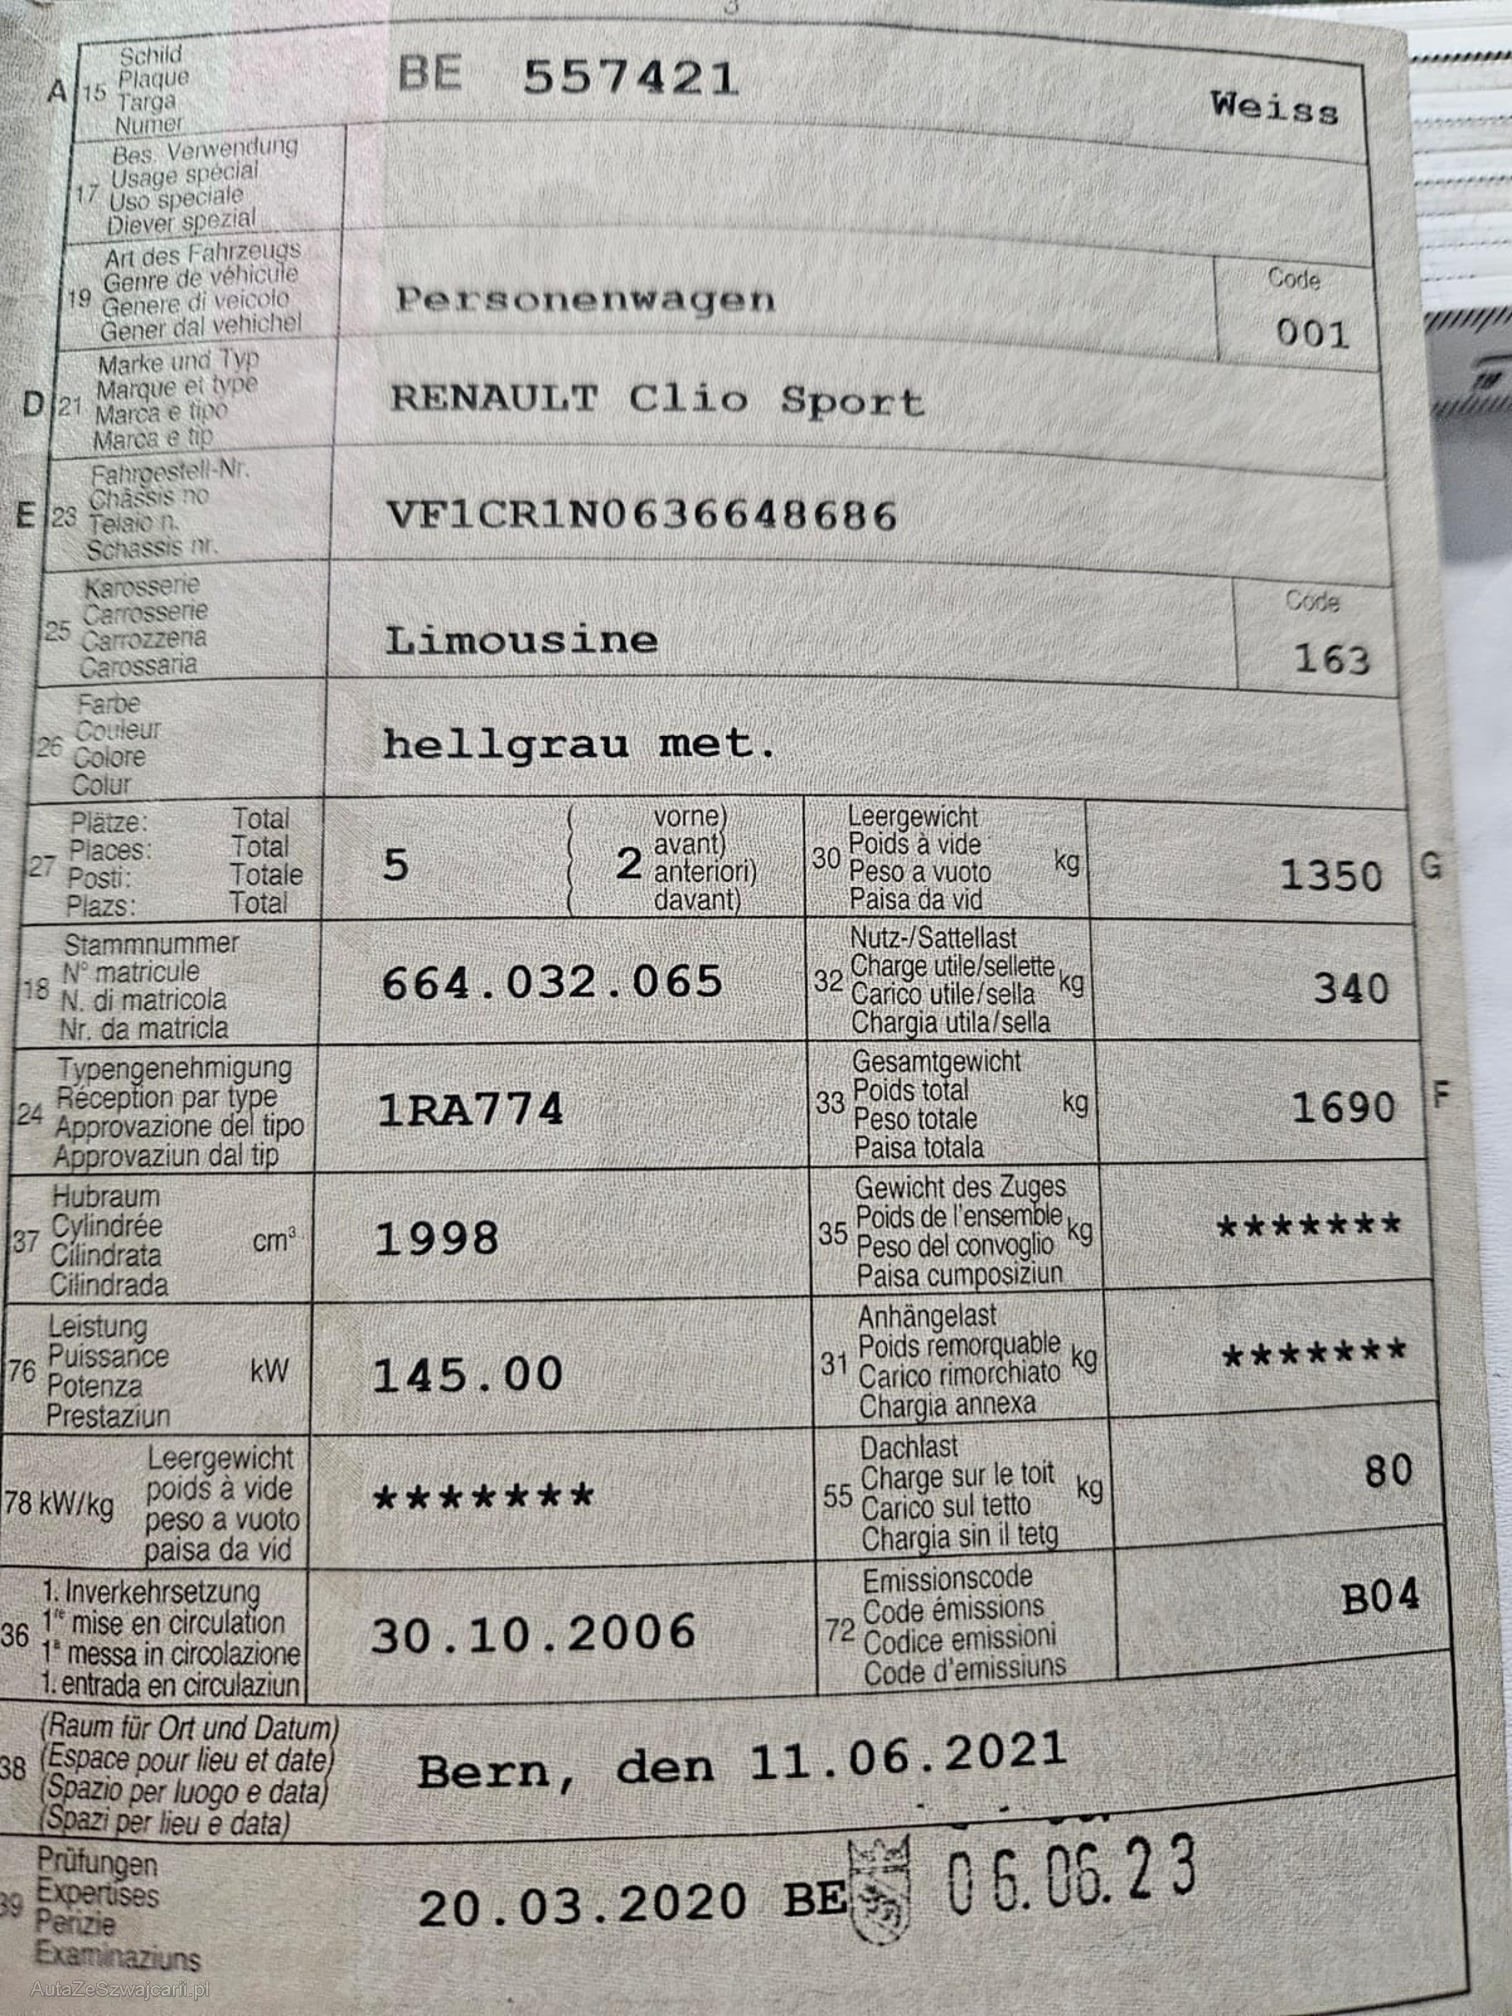 A 15 Schild
Plaque
Targa
Numer
BE 557421 Weiss
17 Bes. Verwendung
Usage spécial
Uso speciale
Diever spezial
19 Art des Fahrzeugs
Genre de véhicule
Genere di veicolo
Gener dal vehichel
Personenwagen
Code
001
D 21 Marke und Typ
Marque et type
Marca e tipo
Marca e tip
RENAULT Clio Sport
E 23 Fahrgestell-Nr.
Châssis no
Telaio n.
Schassis nr.
VF1CR1N0636648686
25 Karosserie
Carrosserie
Carrozzeria
Carossaria
Limousine
Code
163
26 Farbe
Couleur
Colore
Colur
hellgrau met.
27 Plätze: Total
Places: Total
Posti: Totale
Plazs: Total
5
2 vorne)
avant)
anteriori)
davant)
30 Leergewicht
Poids à vide
Peso a vuoto
Paisa da vid
kg
1350 G
18 Stammnummer
N° matricule
N. di matricola
Nr. da matricla
664.032.065
32 Nutz-/Sattellast
Charge utile/sellette
Carico utile/sella
Chargia utila/sella
kg
340
24 Typengenehmigung
Réception par type
Approvazione del tipo
Approvaziun dal tip
1RA774
33 Gesamtgewicht
Poids total
Peso totale
Paisa totala
kg
1690 F
37 Hubraum
Cylindrée
Cilindrata
Cilindrada
cm³
1998
35 Gewicht des Zuges
Poids de l'ensemble
Peso del convoglio
Paisa cumposiziun
kg
*******
76 Leistung
Puissance
Potenza
Prestaziun
kW
145.00
31 Anhängelast
Poids remorquable
Carico rimorchiato
Chargia annexa
kg
*******
78 kW/kg Leergewicht
poids à vide
peso a vuoto
paisa da vid
*******
55 Dachlast
Charge sur le toit
Carico sul tetto
Chargia sin il tetg
kg
80
36 1. Inverkehrsetzung
1re mise en circulation
1a messa in circolazione
1. entrada en circulaziun
30.10.2006
72 Emissionscode
Code émissions
Codice emissioni
Code d'emissiuns
B04
38 (Raum für Ort und Datum)
(Espace pour lieu et date)
(Spazio per luogo e data)
(Spazi per lieu e data)
Bern, den 11.06.2021
39 Prüfungen
Expertises
Perizie
Examinaziuns
20.03.2020 BE 06.06.23
AutaZeSzwajcarii.pl